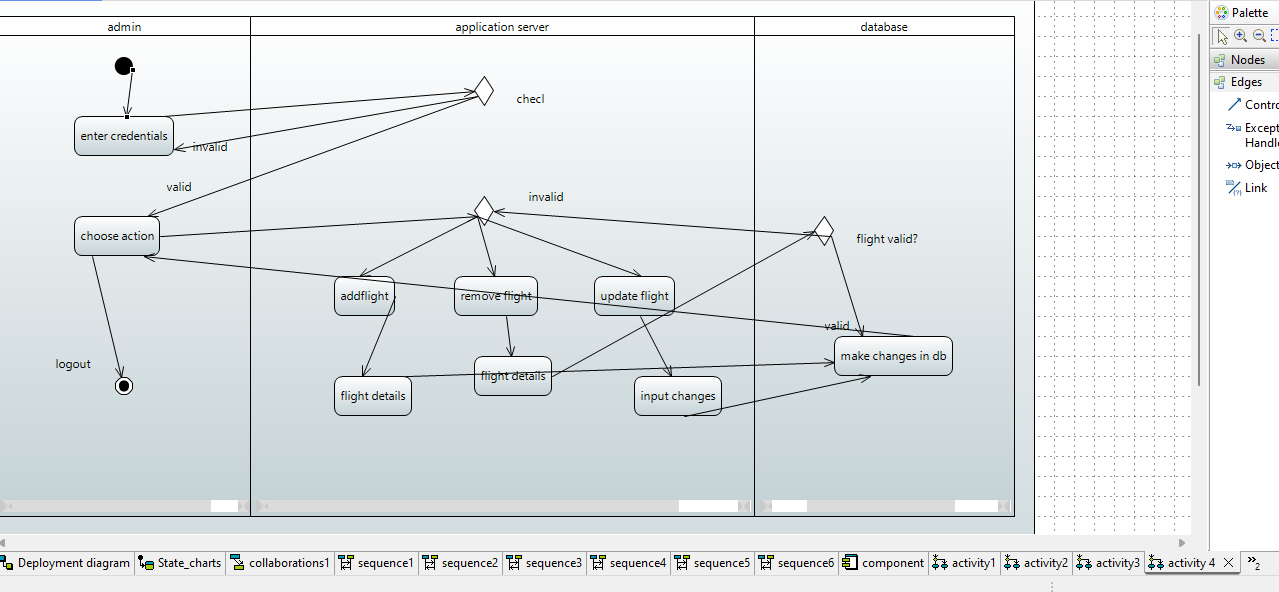 admin
application server
database
Palette
Nodes
Edges
checl
enter credentials
invalid
valid
invalid
choose action
flight valid?
addflight
remove flight
update flight
valid
make changes in db
logout
flight details
flight details
input changes
Contro
Except
Handle
Object
Link
Deployment diagram
State_charts
collaborations1
sequence1
sequence2
sequence3
sequence4
sequence5
sequence6
component
activity1
activity2
activity3
activity 4
2